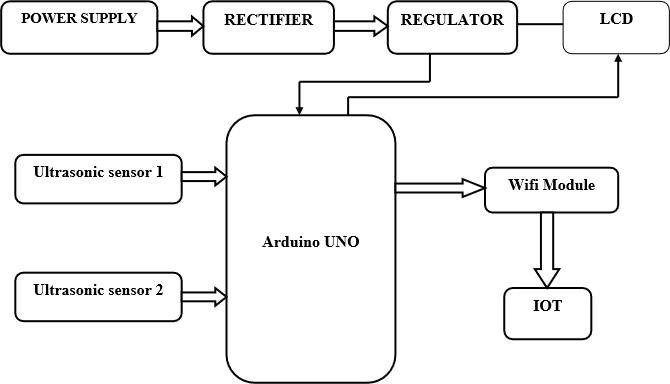 POWER SUPPLY
RECTIFIER
REGULATOR
LCD
Ultrasonic sensor 1
Wifi Module
Arduino UNO
Ultrasonic sensor 2
IOT